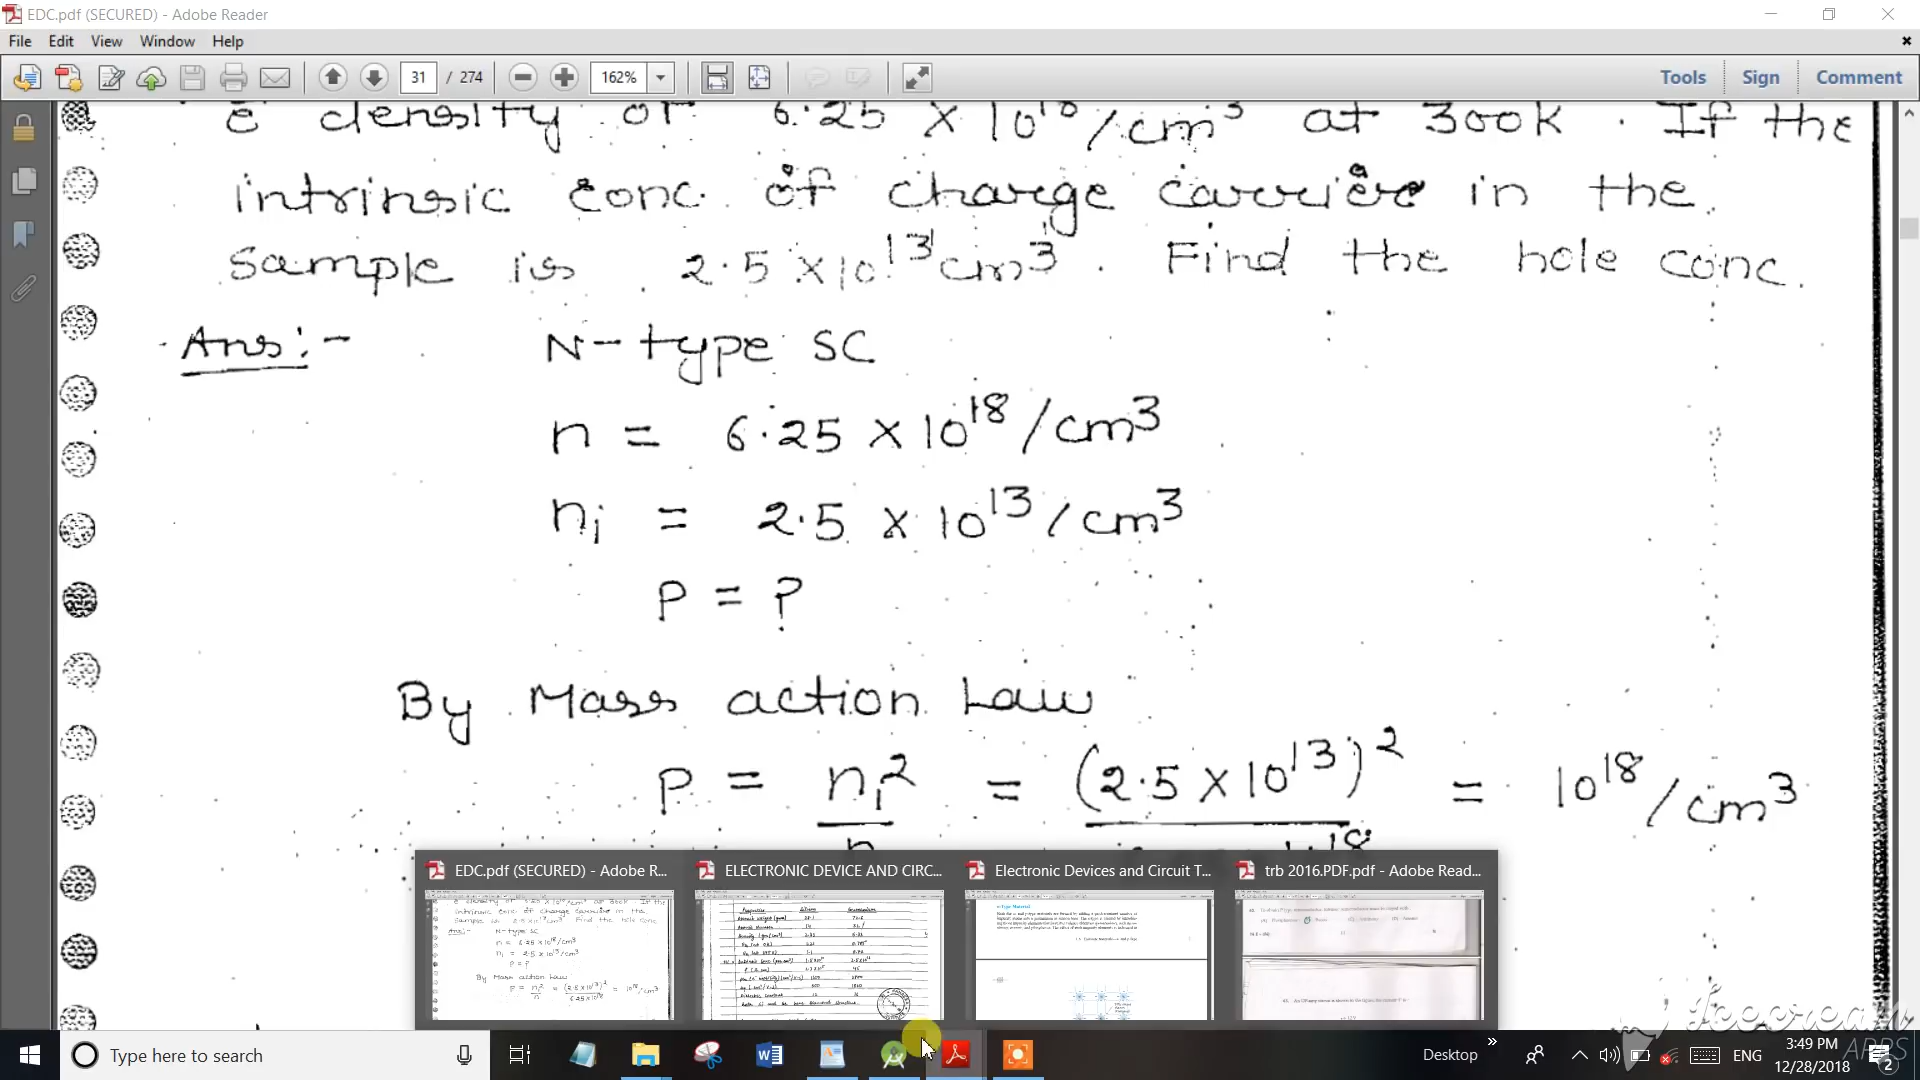 EDC.pdf (SECURED) - Adobe Reader
File Edit View Window Help
31 / 274 162% Tools Sign Comment
e density of 6.25 × 10^18/cm^3 at 300k. If the
intrinsic conc. of charge carrier in the
sample is 2.5 × 10^13 cm^3. Find the hole conc.
Ans:- N-type SC
n = 6.25 × 10^18 / cm^3
ni = 2.5 × 10^13 / cm^3
P = ?
By Mass action Law
P = ni^2 = (2.5 × 10^13)^2 = 10^18 / cm^3
EDC.pdf (SECURED) - Adobe R... ELECTRONIC DEVICE AND CIRC... Electronic Devices and Circuit T... trb 2016.PDF.pdf - Adobe Read...
Icecream
APPS
Type here to search Desktop » ENG 3:49 PM
12/28/2018 2